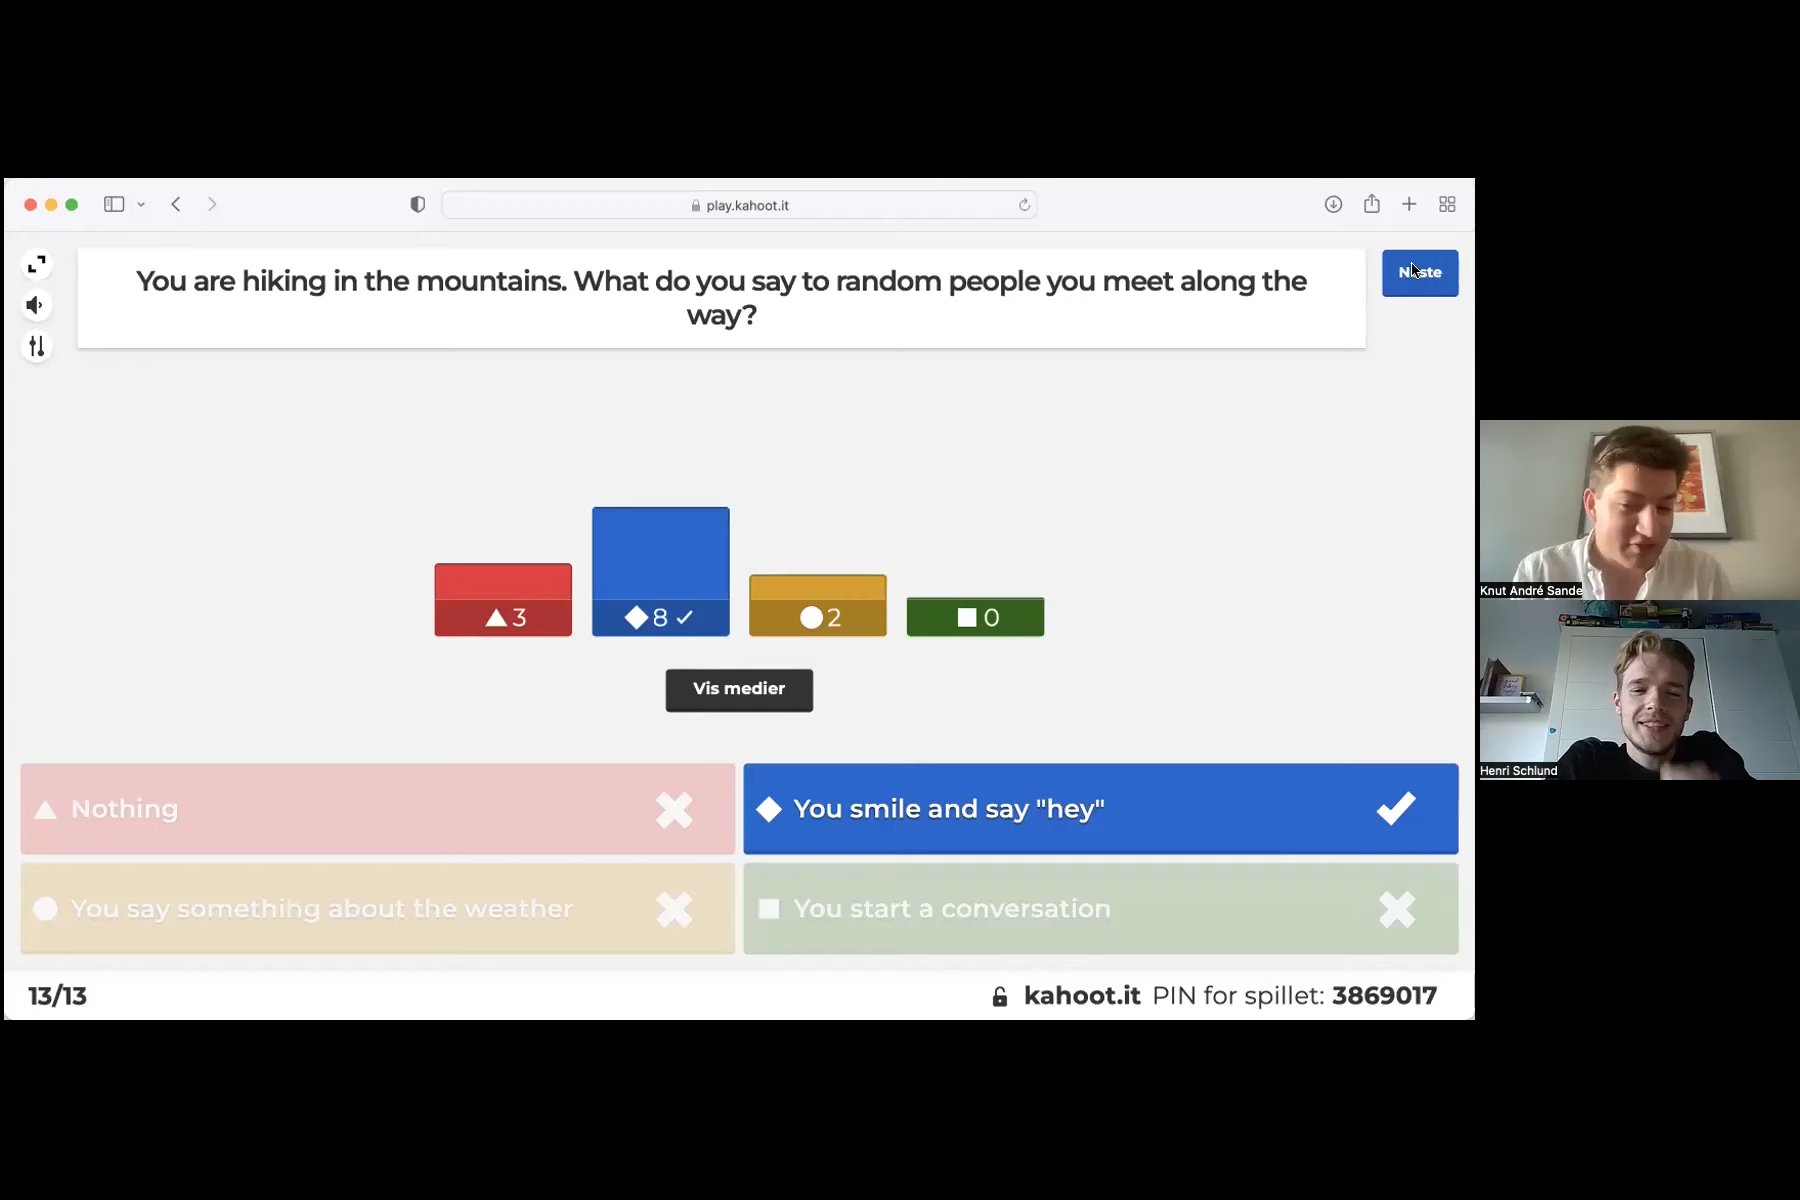 play.kahoot.it
You are hiking in the mountains. What do you say to random people you meet along the
way?
Neste
3
8
2
0
Vis medier
Nothing
You smile and say "hey"
You say something about the weather
You start a conversation
13/13
kahoot.it PIN for spillet: 3869017
Knut André Sande
Henri Schlund